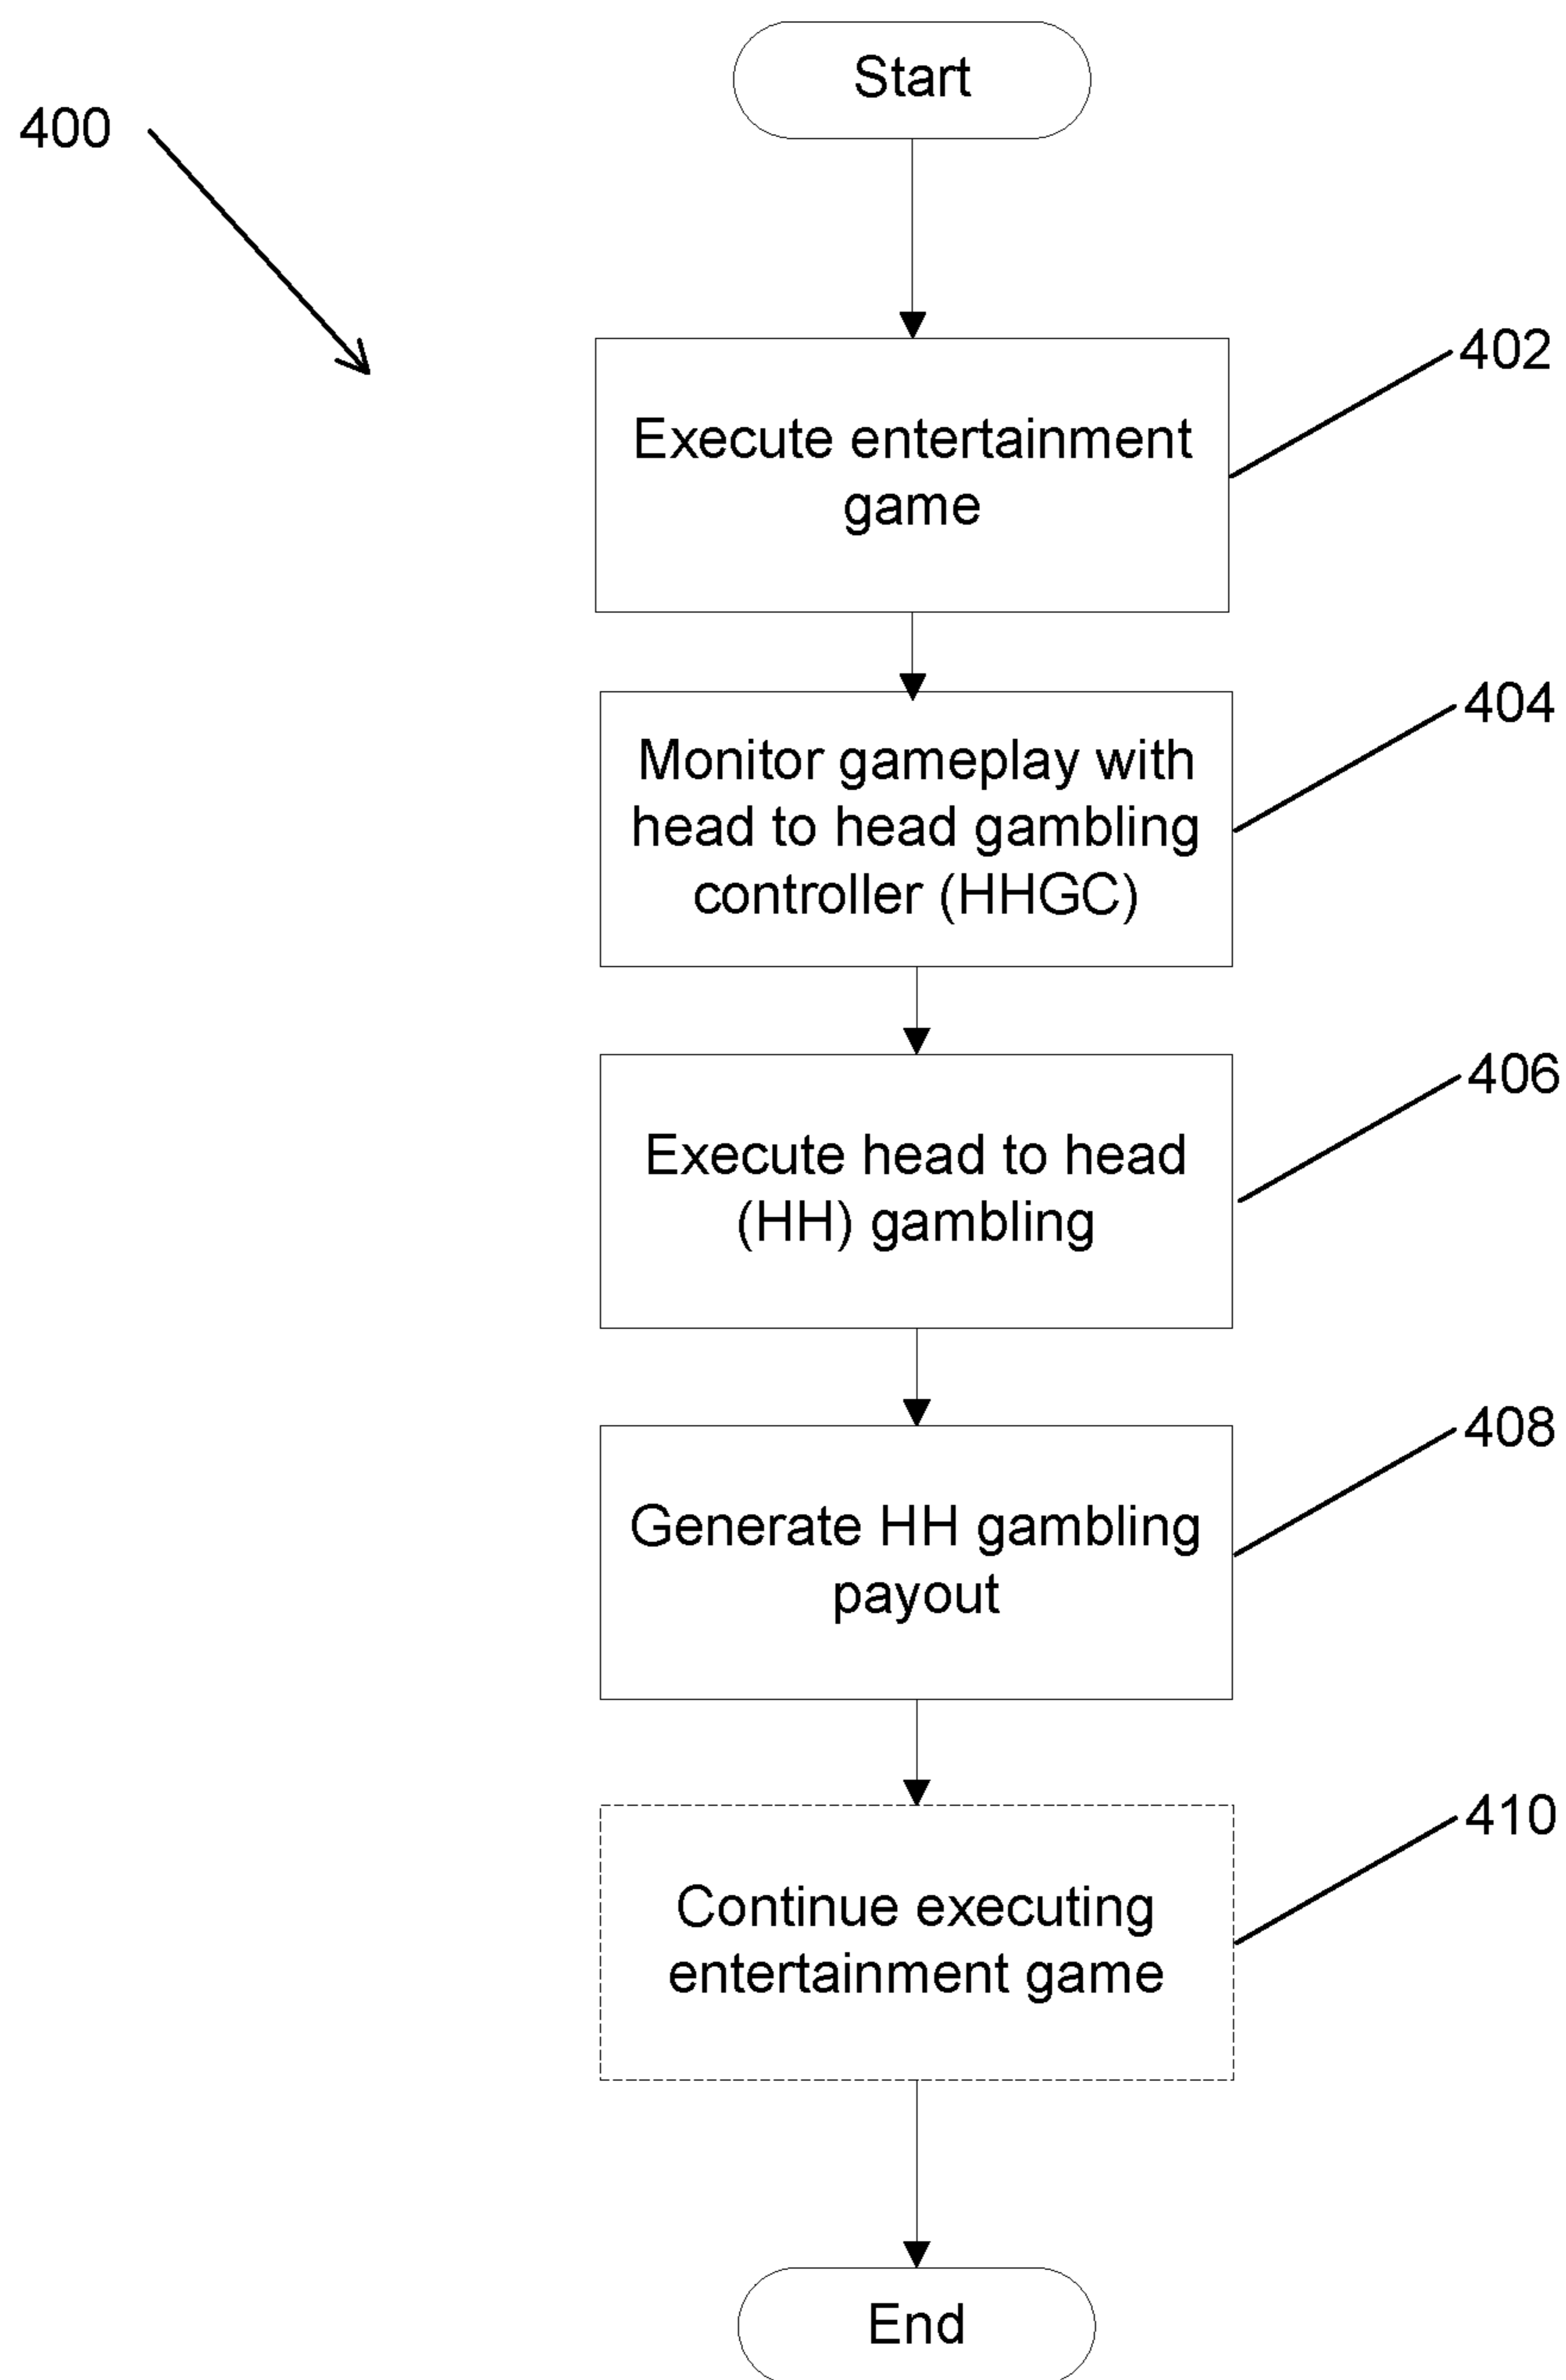 Start
400
402
Execute entertainment
game
404
Monitor gameplay with
head to head gambling
controller (HHGC)
406
Execute head to head
(HH) gambling
408
Generate HH gambling
payout
410
Continue executing
entertainment game
End